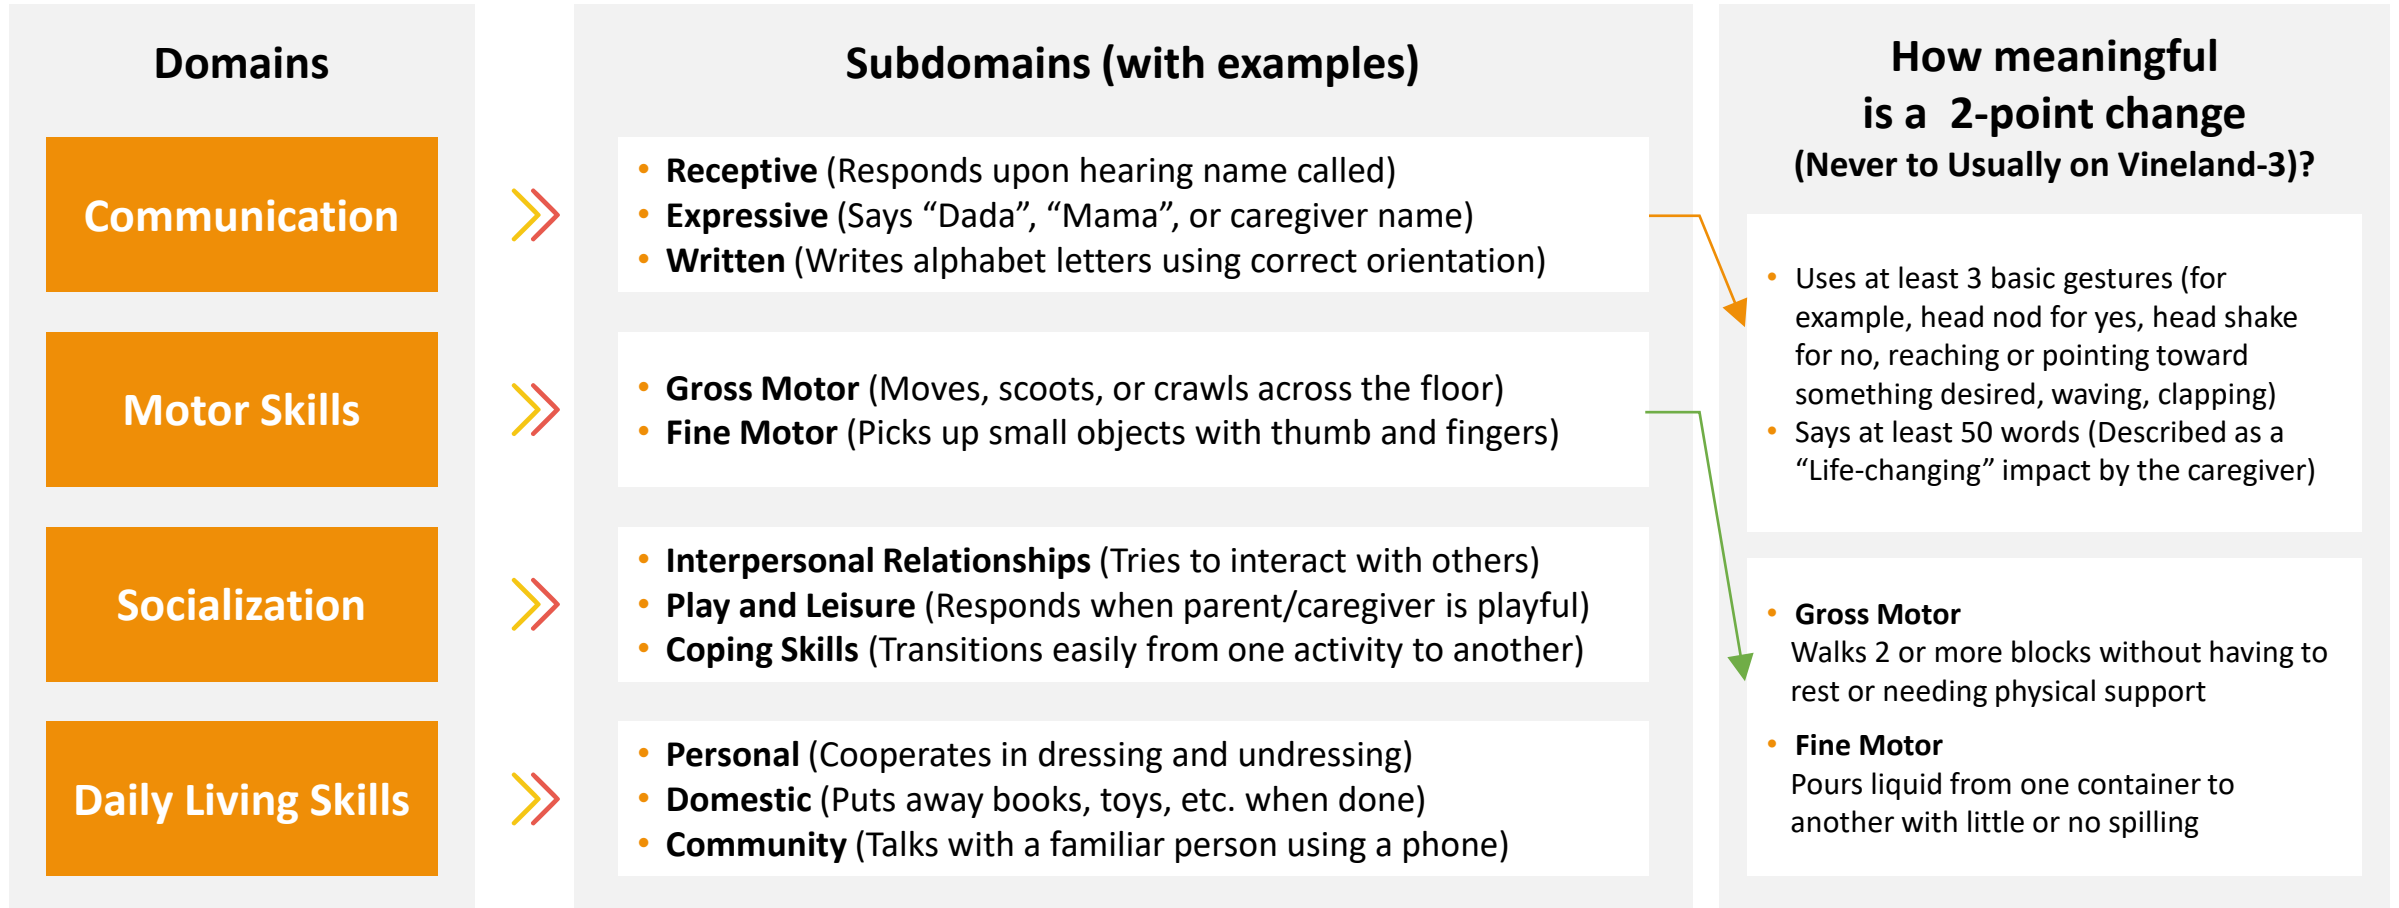 Domains
Communication
Motor Skills
Socialization
Daily Living Skills
Subdomains (with examples)
• Receptive (Responds upon hearing name called)
• Expressive (Says “Dada”, “Mama”, or caregiver name)
• Written (Writes alphabet letters using correct orientation)
• Gross Motor (Moves, scoots, or crawls across the floor)
• Fine Motor (Picks up small objects with thumb and fingers)
• Interpersonal Relationships (Tries to interact with others)
• Play and Leisure (Responds when parent/caregiver is playful)
• Coping Skills (Transitions easily from one activity to another)
• Personal (Cooperates in dressing and undressing)
• Domestic (Puts away books, toys, etc. when done)
• Community (Talks with a familiar person using a phone)
How meaningful
is a 2-point change
(Never to Usually on Vineland-3)?
• Uses at least 3 basic gestures (for
example, head nod for yes, head shake
for no, reaching or pointing toward
something desired, waving, clapping)
• Says at least 50 words (Described as a
“Life-changing” impact by the caregiver)
• Gross Motor
Walks 2 or more blocks without having to
rest or needing physical support
• Fine Motor
Pours liquid from one container to
another with little or no spilling